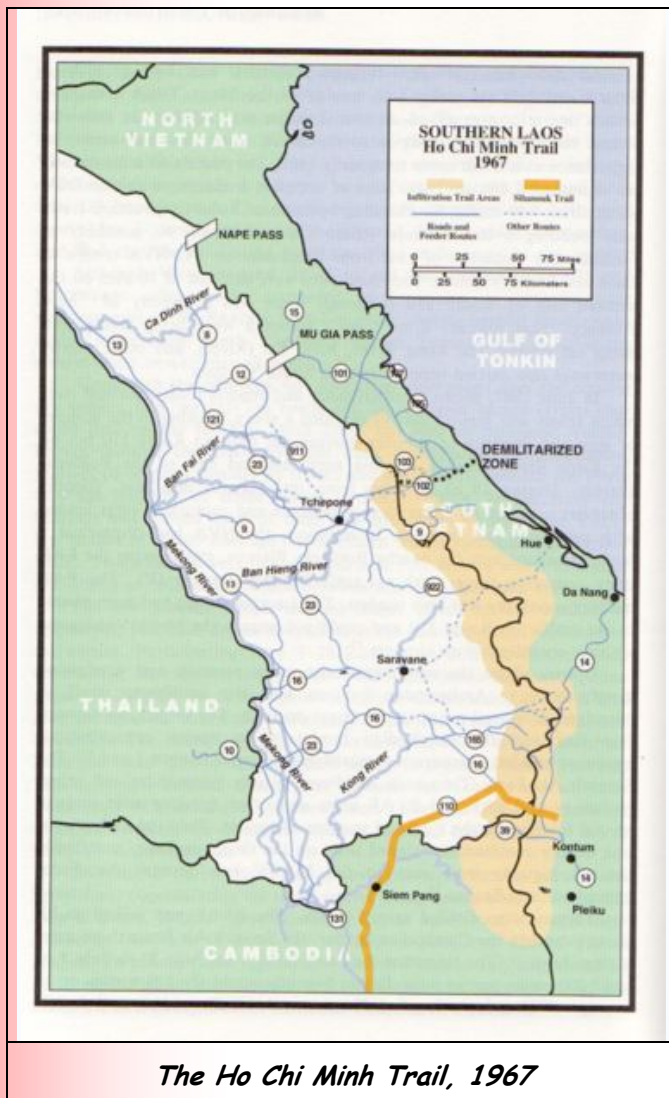 NORTH
VIETNAM
SOUTHERN LAOS
Ho Chi Minh Trail
1967
Infiltration Trail Areas
Sihanouk Trail
Roads and
Feeder Routes
Other Routes
0 25 50 75 Miles
0 25 50 75 Kilometers
NAPE PASS
Ca Dinh River
15
13
8
MU GIA PASS
GULF OF
TONKIN
12
101
121
911
DEMILITARIZED
ZONE
Ban Fai River
23
103
102
Tchepone
SOUTH
VIETNAM
9
9
Hue
Mekong River
Ban Hieng River
13
922
Da Nang
23
Saravane
14
16
THAILAND
16
10
23
Mekong River
Kong River
165
16
110
39
Kontum
14
Siem Pang
Pleiku
131
CAMBODIA
The Ho Chi Minh Trail, 1967